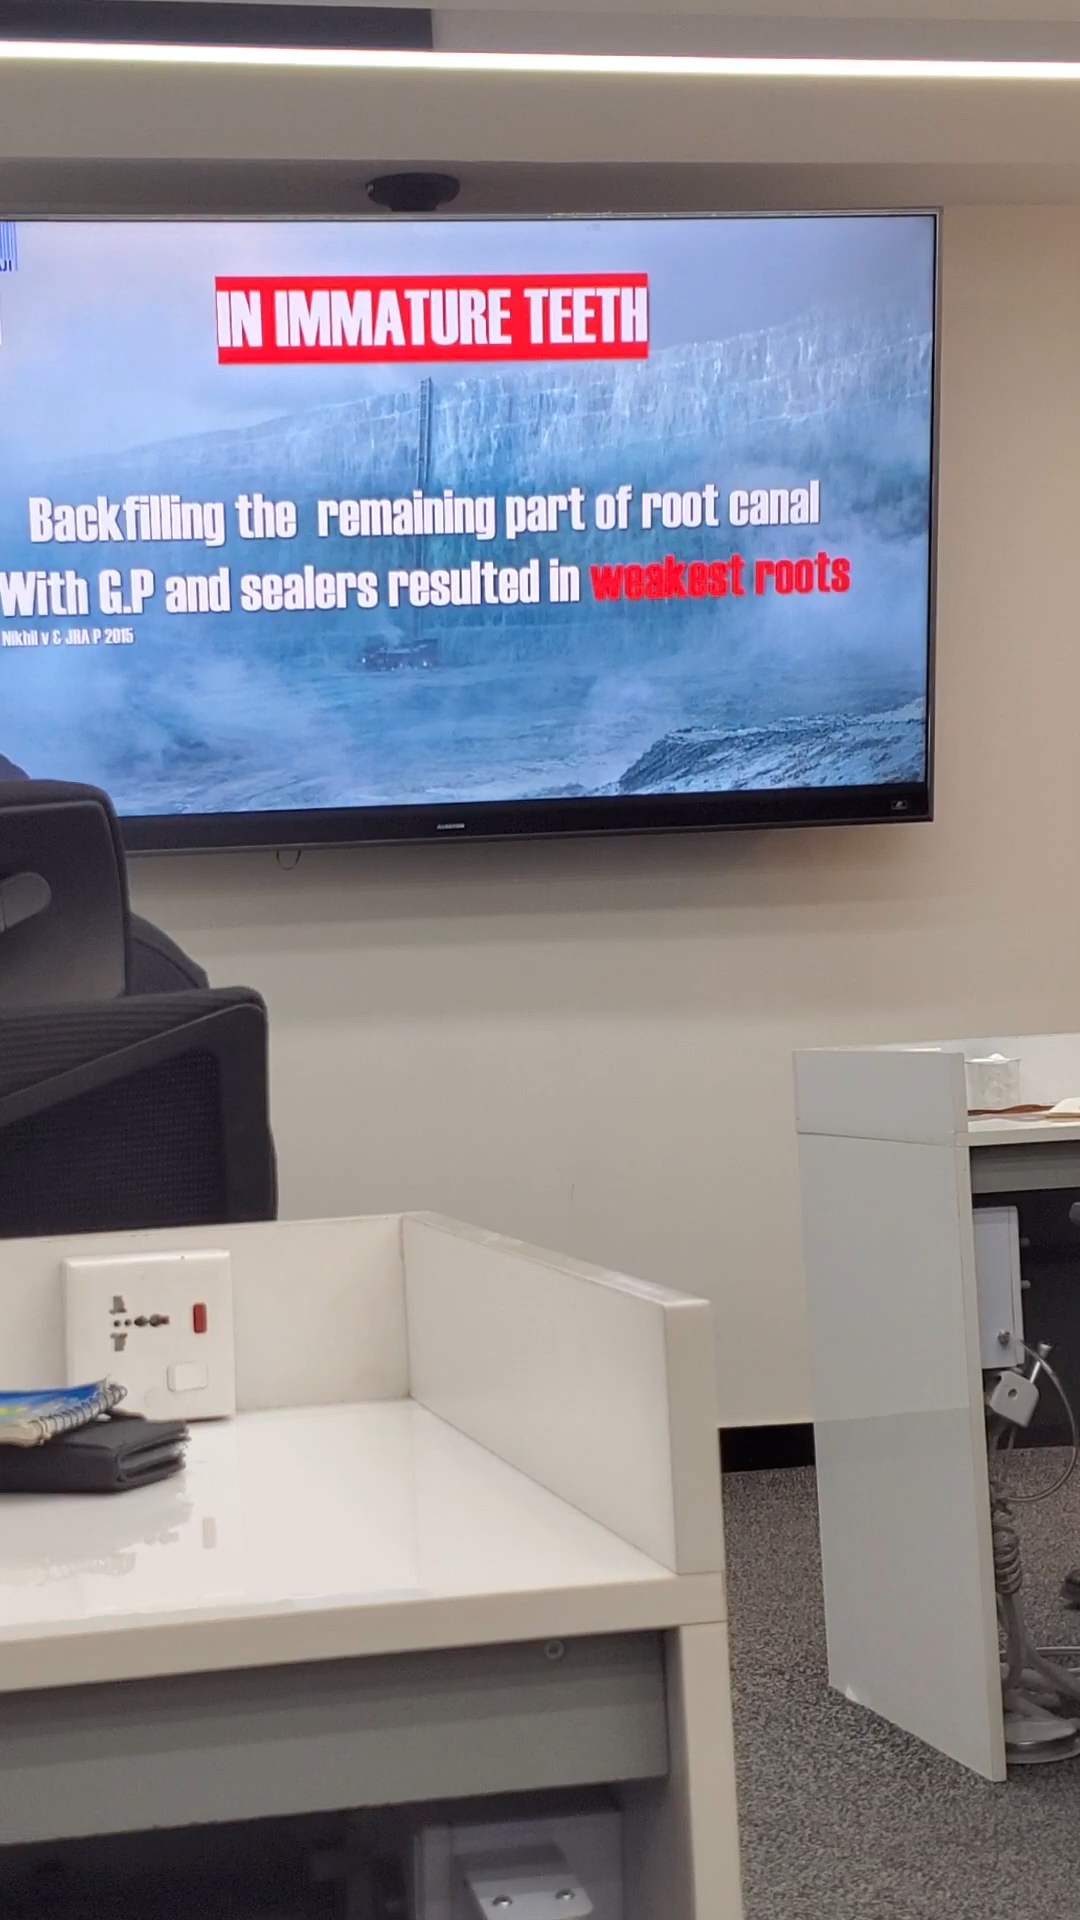 IN IMMATURE TEETH
Backfilling the remaining part of root canal
With G.P and sealers resulted in weakest roots
Nikhil v & JHA P 2015